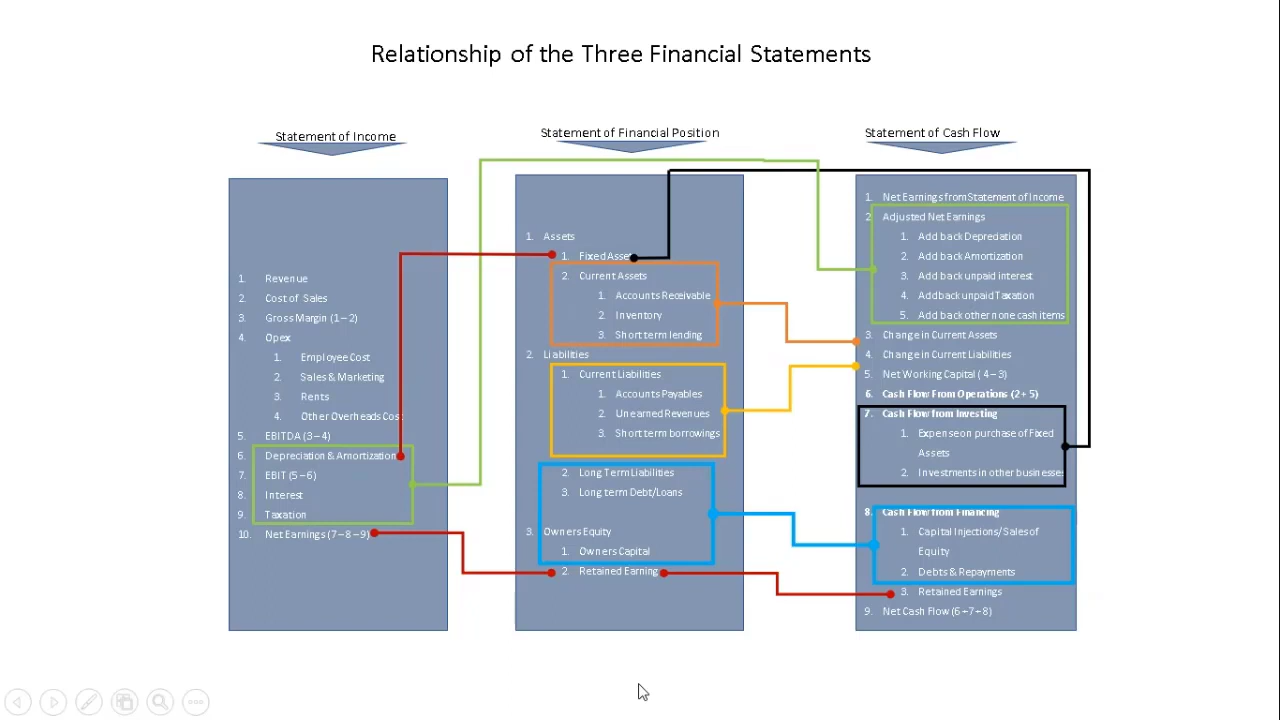 Relationship of the Three Financial Statements
Statement of Income
1. Revenue
2. Cost of Sales
3. Gross Margin (1 – 2)
4. Opex
1. Employee Cost
2. Sales & Marketing
3. Rents
4. Other Overheads Cost
5. EBITDA (3 – 4)
6. Depreciation & Amortization
7. EBIT (5 – 6)
8. Interest
9. Taxation
10. Net Earnings (7 – 8 – 9)
Statement of Financial Position
1. Assets
1. Fixed Asse
2. Current Assets
1. Accounts Receivable
2. Inventory
3. Short term lending
2. Liabilities
1. Current Liabilities
1. Accounts Payables
2. Unearned Revenues
3. Short term borrowings
2. Long Term Liabilities
3. Long term Debt/Loans
3. Owners Equity
1. Owners Capital
2. Retained Earning
Statement of Cash Flow
1. Net Earnings from Statement of Income
2. Adjusted Net Earnings
1. Add back Depredation
2. Add back Amortization
3. Add back unpaid interest
4. Add back unpaid Taxation
5. Add back other none cash items
3. Change in Current Assets
4. Change in Current Liabilities
5. Net Working Capital ( 4 – 3)
6. Cash Flow From Operations (2 + 5)
7. Cash Flow from Investing
1. Expense on purchase of Fixed
Assets
2. Investments in other businesses
8. Cash Flow from Financing
1. Capital Injections/ Sales of
Equity
2. Debts & Repayments
3. Retained Earnings
9. Net Cash Flow (6 +7 + 8)